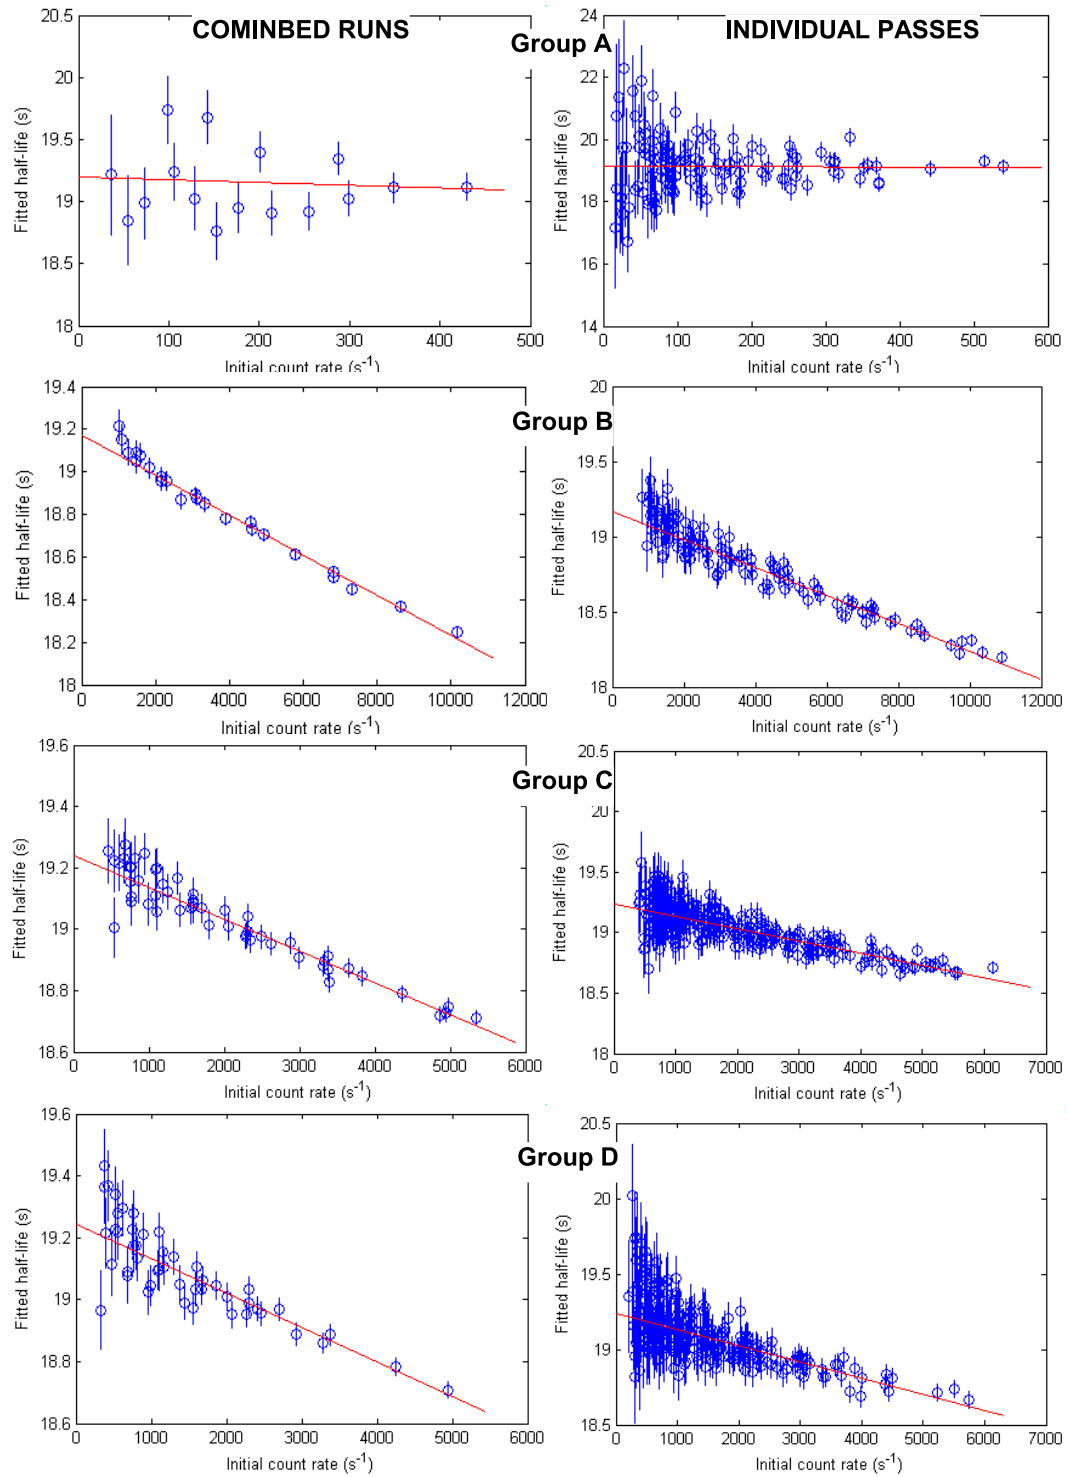 COMINBED RUNS
INDIVIDUAL PASSES
Group A
20.5
20
19.5
19
18.5
18
0 100 200 300 400 500
Fitted half-life (s)
Initial count rate (s⁻¹)
24
22
20
18
16
14
0 100 200 300 400 500 600
Fitted half-life (s)
Initial count rate (s⁻¹)
Group B
19.4
19.2
19
18.8
18.6
18.4
18.2
18
0 2000 4000 6000 8000 10000 12000
Fitted half-life (s)
Initial count rate (s⁻¹)
20
19.5
19
18.5
18
0 2000 4000 6000 8000 10000 12000
Fitted half-life (s)
Initial count rate (s⁻¹)
Group C
19.6
19.4
19.2
19
18.8
18.6
0 1000 2000 3000 4000 5000 6000
Fitted half-life (s)
Initial count rate (s⁻¹)
20.5
20
19.5
19
18.5
18
0 1000 2000 3000 4000 5000 6000 7000
Fitted half-life (s)
Initial count rate (s⁻¹)
Group D
19.6
19.4
19.2
19
18.8
18.6
0 1000 2000 3000 4000 5000 6000
Fitted half-life (s)
Initial count rate (s⁻¹)
20.5
20
19.5
19
18.5
0 1000 2000 3000 4000 5000 6000 7000
Fitted half-life (s)
Initial count rate (s⁻¹)